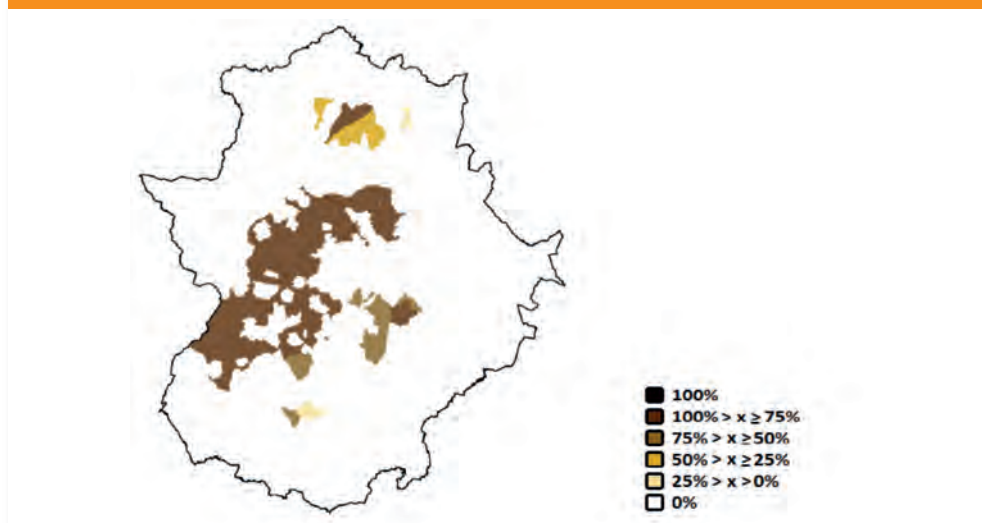 100%
100% > x ≥ 75%
75% > x ≥ 50%
50% > x ≥ 25%
25% > x > 0%
0%